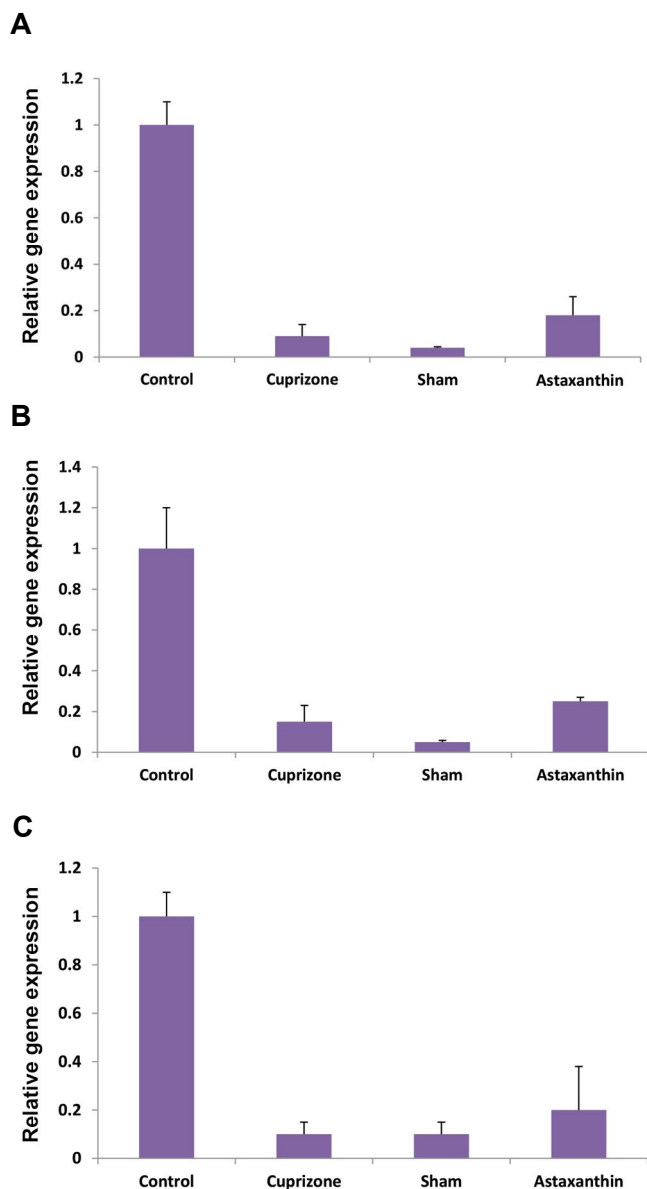 A
Relative gene expression
1.2
1
0.8
0.6
0.4
0.2
0
Control Cuprizone Sham Astaxanthin
B
Relative gene expression
1.4
1.2
1
0.8
0.6
0.4
0.2
0
Control Cuprizone Sham Astaxanthin
C
Relative gene expression
1.2
1
0.8
0.6
0.4
0.2
0
Control Cuprizone Sham Astaxanthin